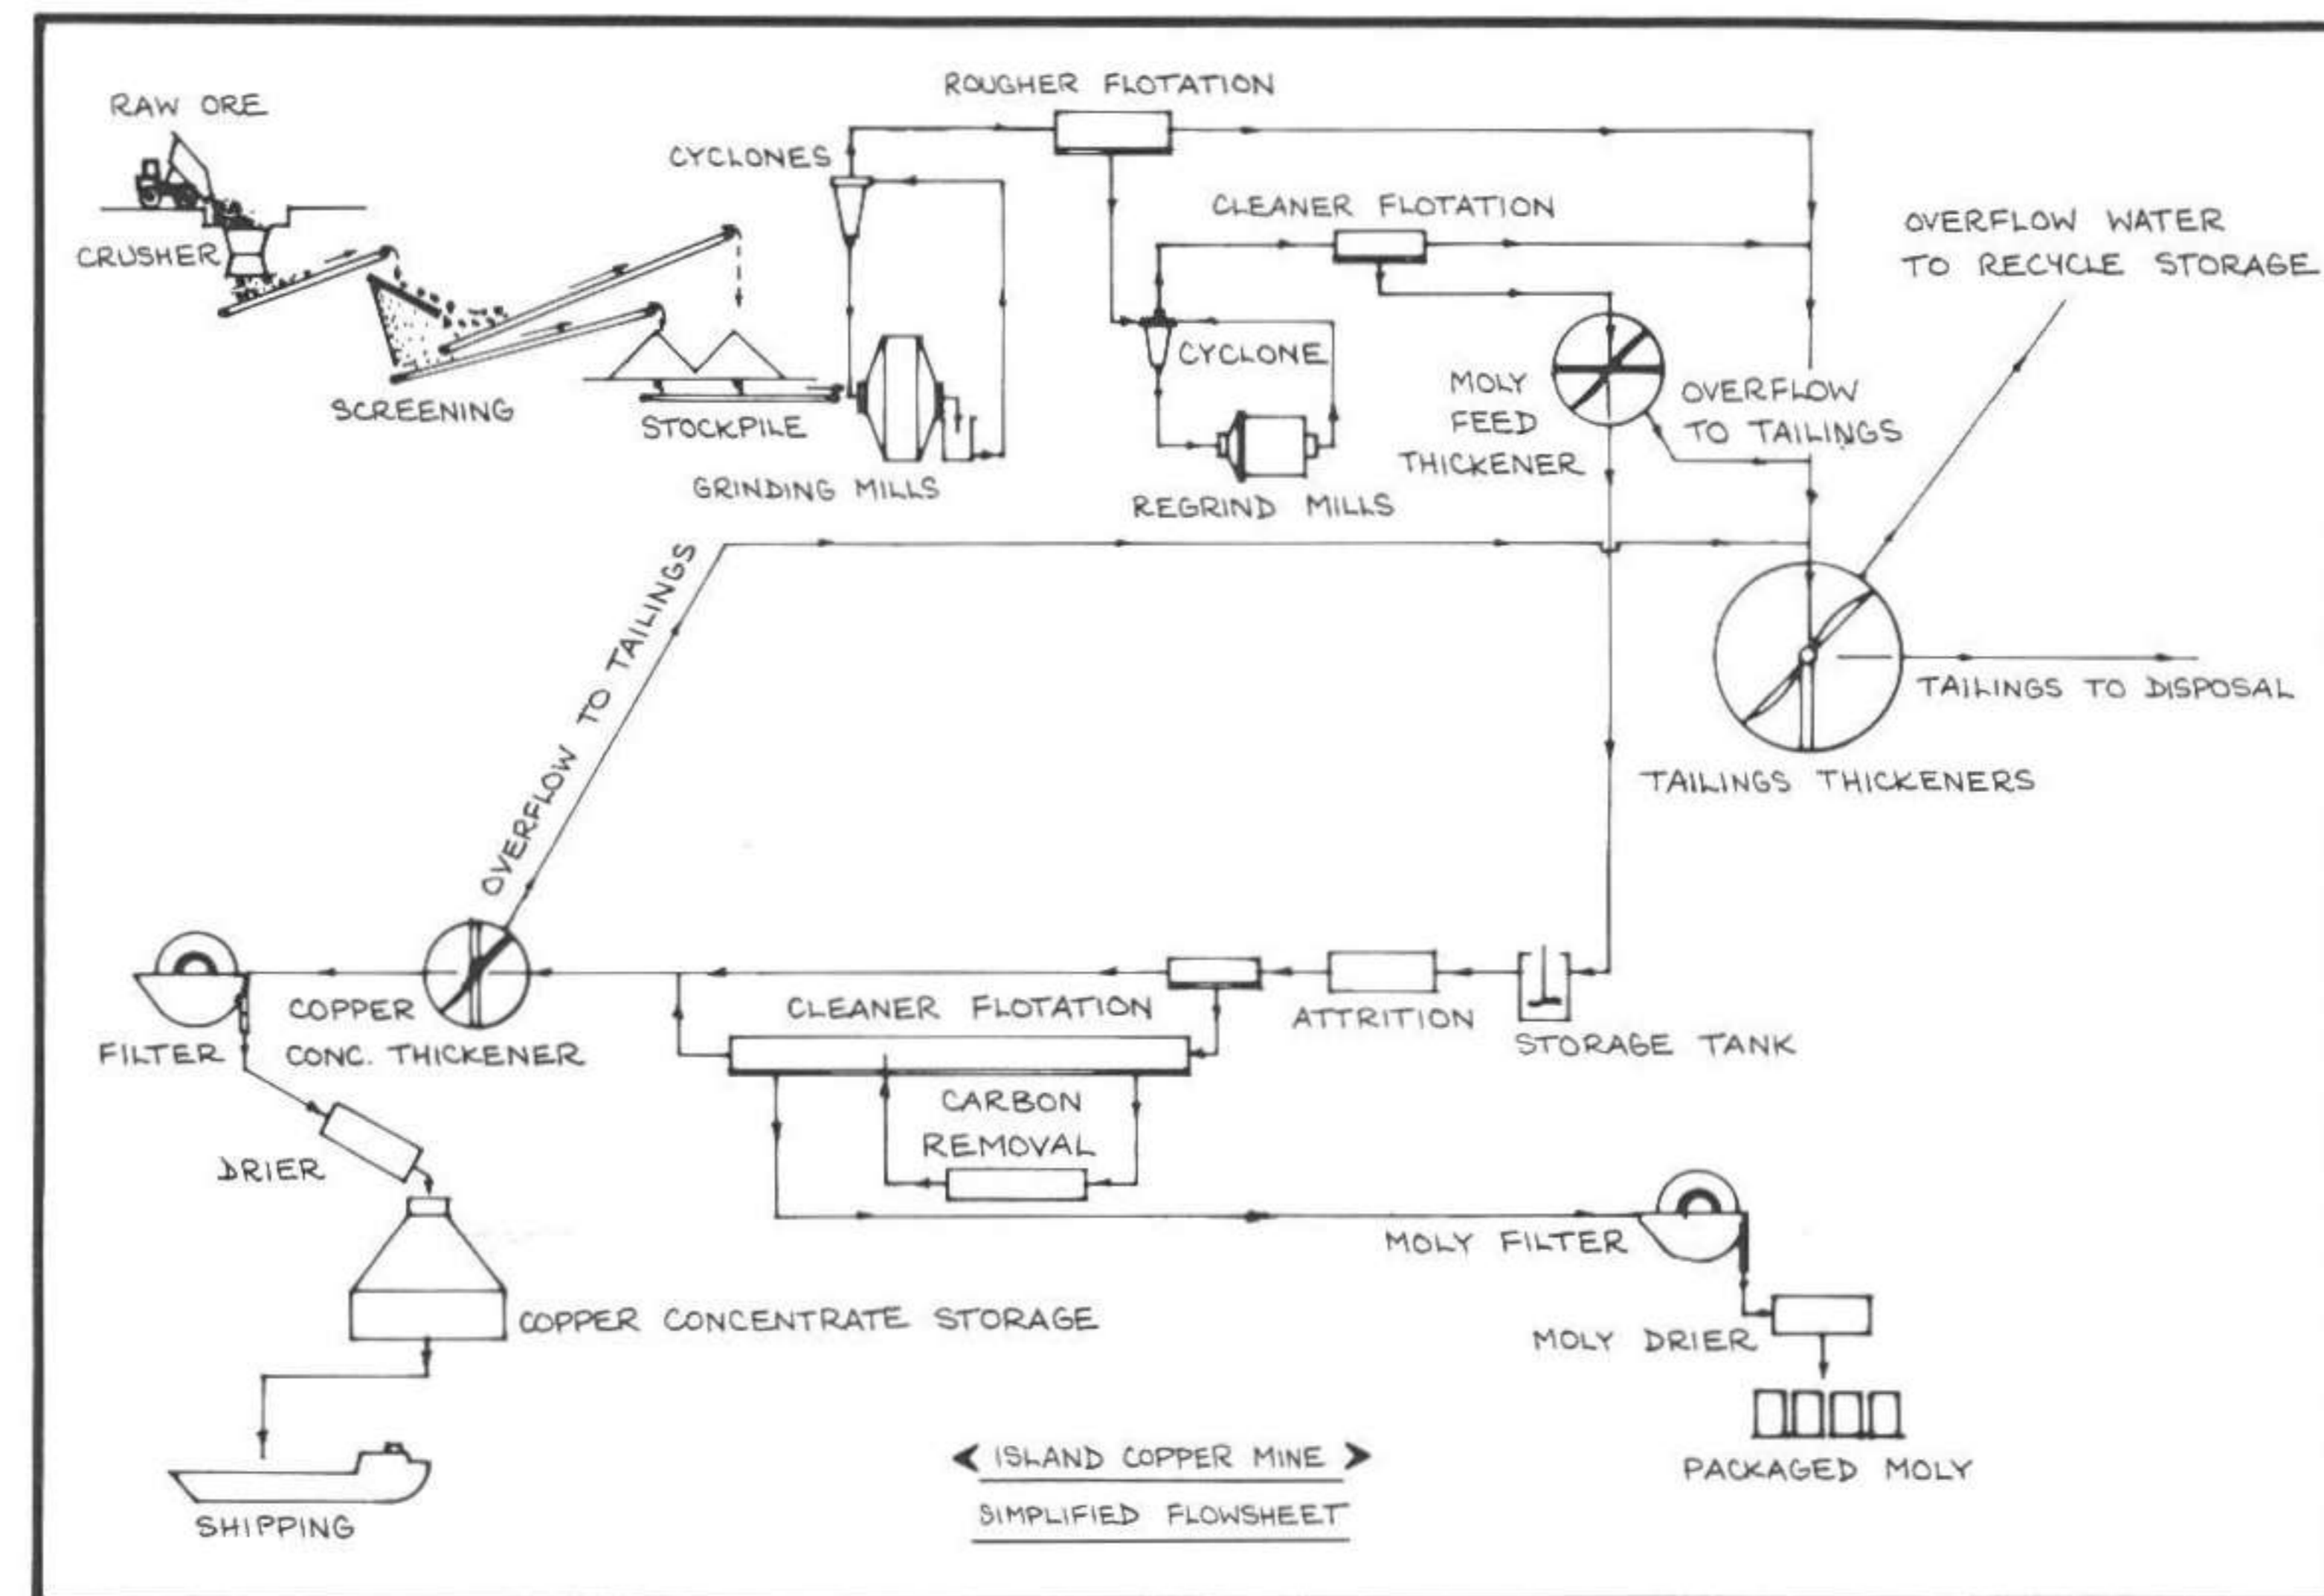 RAW ORE
CRUSHER
SCREENING
STOCKPILE
CYCLONES
GRINDING MILLS
ROUGHER FLOTATION
CLEANER FLOTATION
CYCLONE
REGRIND MILLS
MOLY
FEED
THICKENER
OVERFLOW
TO TAILINGS
OVERFLOW WATER
TO RECYCLE STORAGE
TAILINGS TO DISPOSAL
TAILINGS THICKENERS
OVERFLOW TO TAILINGS
STORAGE TANK
ATTRITION
CLEANER FLOTATION
CARBON
REMOVAL
COPPER
CONC. THICKENER
FILTER
DRIER
COPPER CONCENTRATE STORAGE
SHIPPING
MOLY FILTER
MOLY DRIER
PACKAGED MOLY
ISLAND COPPER MINE
SIMPLIFIED FLOWSHEET